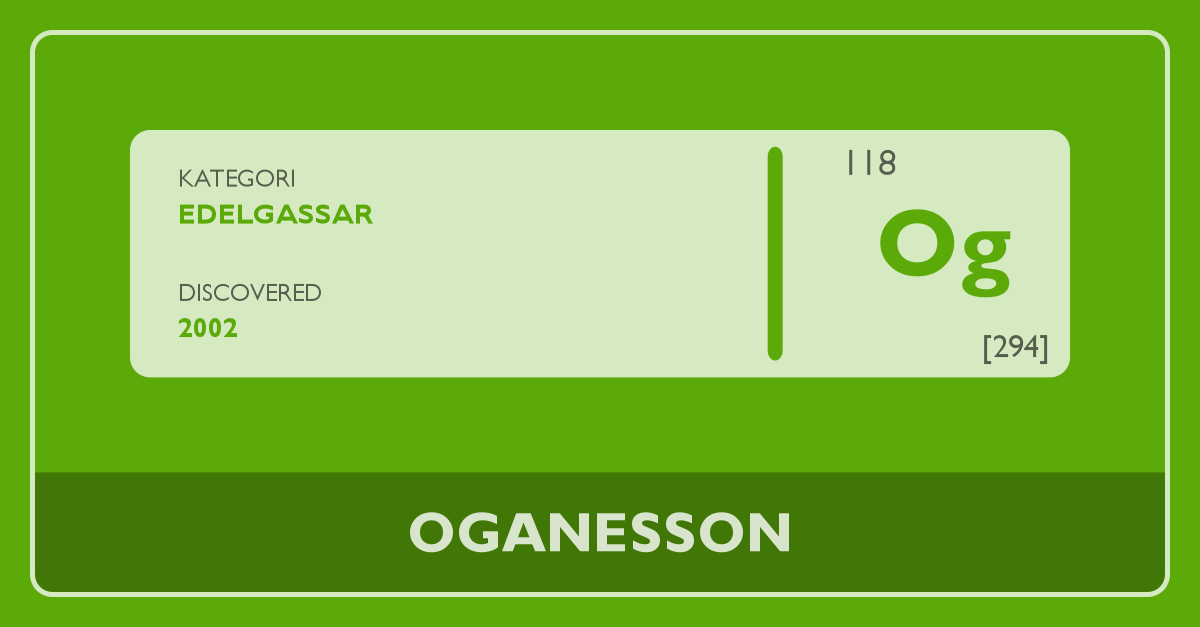 KATEGORI
EDELGASSAR
DISCOVERED
2002
118
Og
[294]
OGANESSON